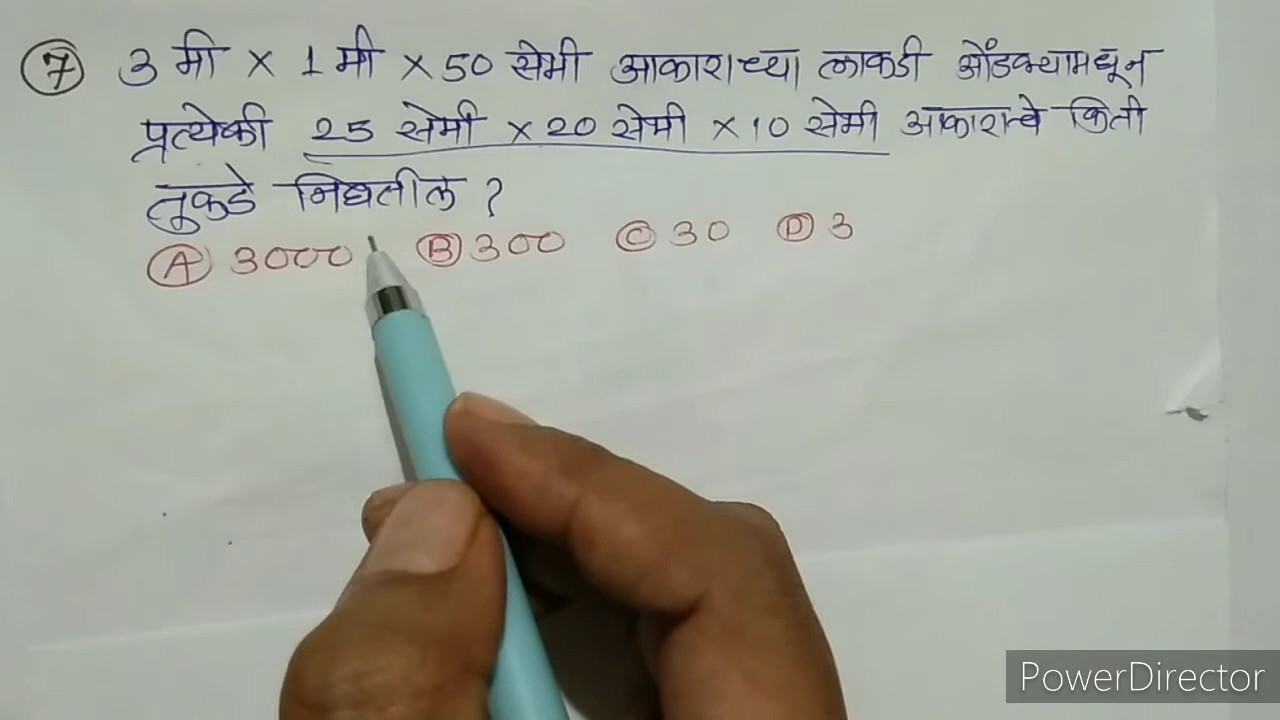 7 3 मी × 1 मी × 50 सेमी आकाराच्या लाकडी ओंडक्यामधून
प्रत्येकी 25 सेमी × 20 सेमी × 10 सेमी आकाराचे किती
तूकडे निघतील ?
A 3000 B 300 C 30 D 3
PowerDirector